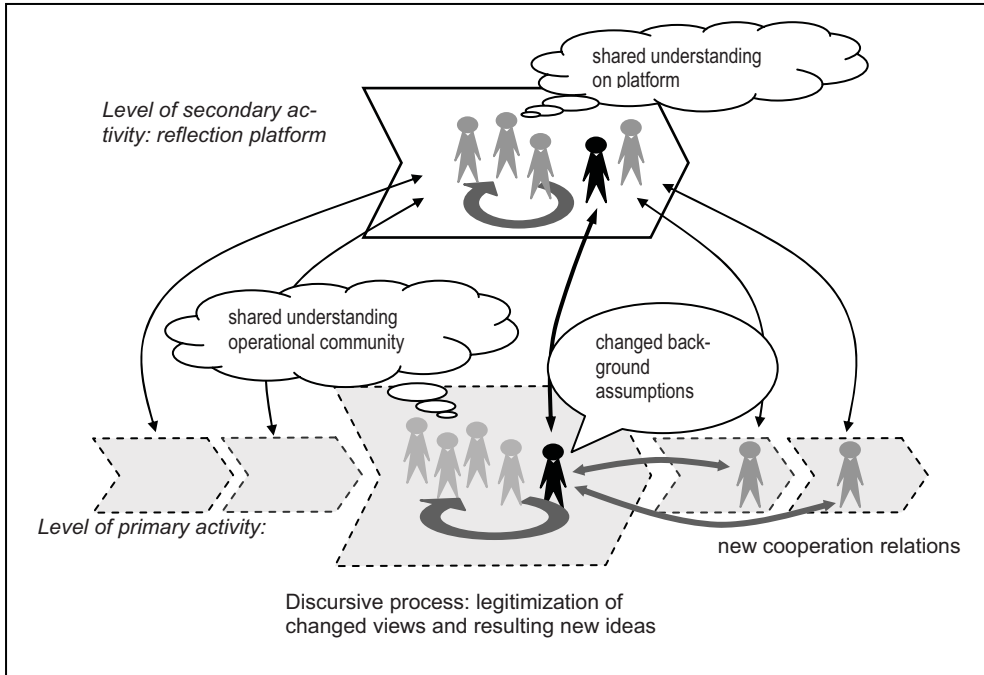 shared understanding
on platform
Level of secondary ac-
tivity: reflection platform
shared understanding
operational community
changed back-
ground
assumptions
Level of primary activity:
new cooperation relations
Discursive process: legitimization of
changed views and resulting new ideas